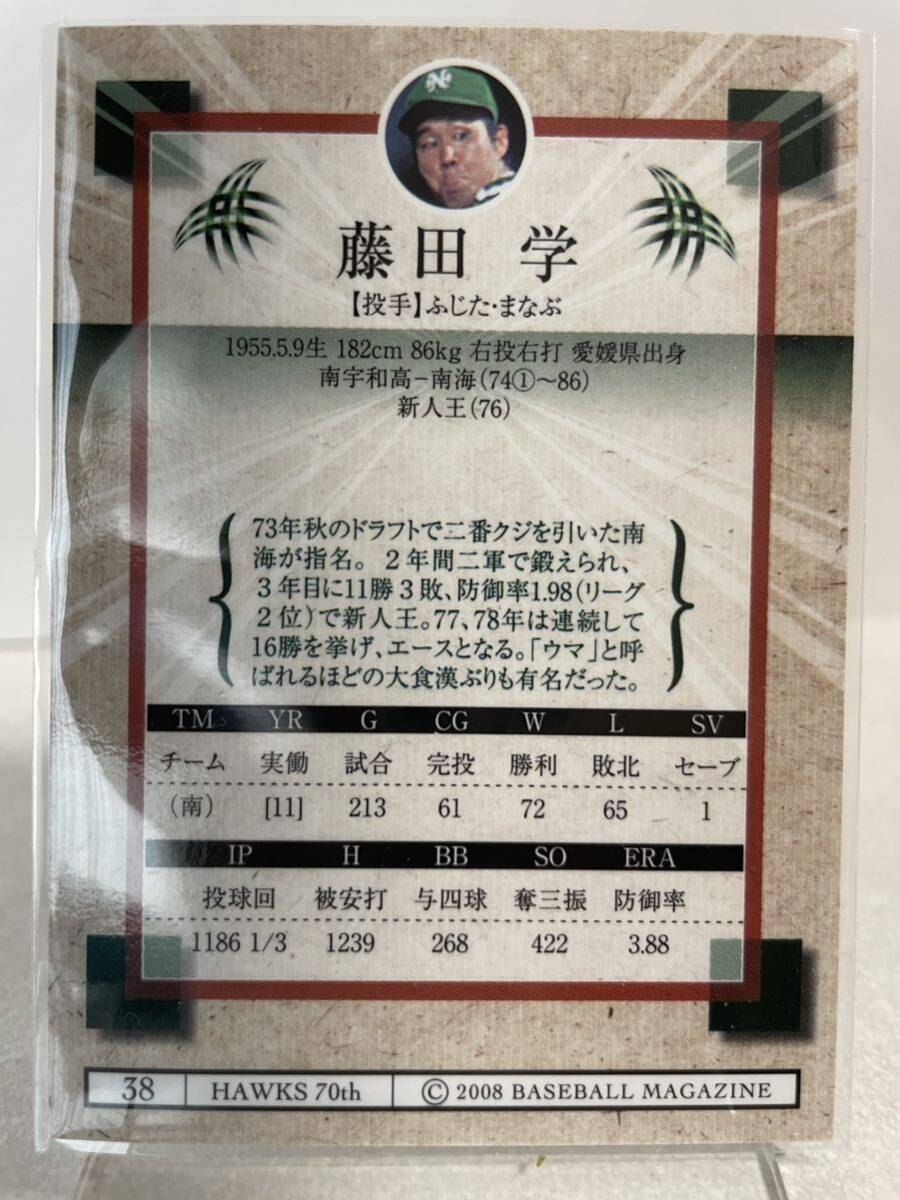 藤田 学
【投手】ふじた・まなぶ
1955.5.9生 182cm 86kg 右投右打 愛媛県出身
南宇和高－南海(74①～86)
新人王(76)
73年秋のドラフトで二番クジを引いた南
海が指名。２年間二軍で鍛えられ、
３年目に11勝３敗、防御率1.98(リーグ
２位)で新人王。77、78年は連続して
16勝を挙げ、エースとなる。「ウマ」と呼
ばれるほどの大食漢ぶりも有名だった。
TM YR G CG W L SV
チーム 実働 試合 完投 勝利 敗北 セーブ
（南） [11] 213 61 72 65 1
IP H BB SO ERA
投球回 被安打 与四球 奪三振 防御率
1186 1/3 1239 268 422 3.88
38 HAWKS 70th © 2008 BASEBALL MAGAZINE